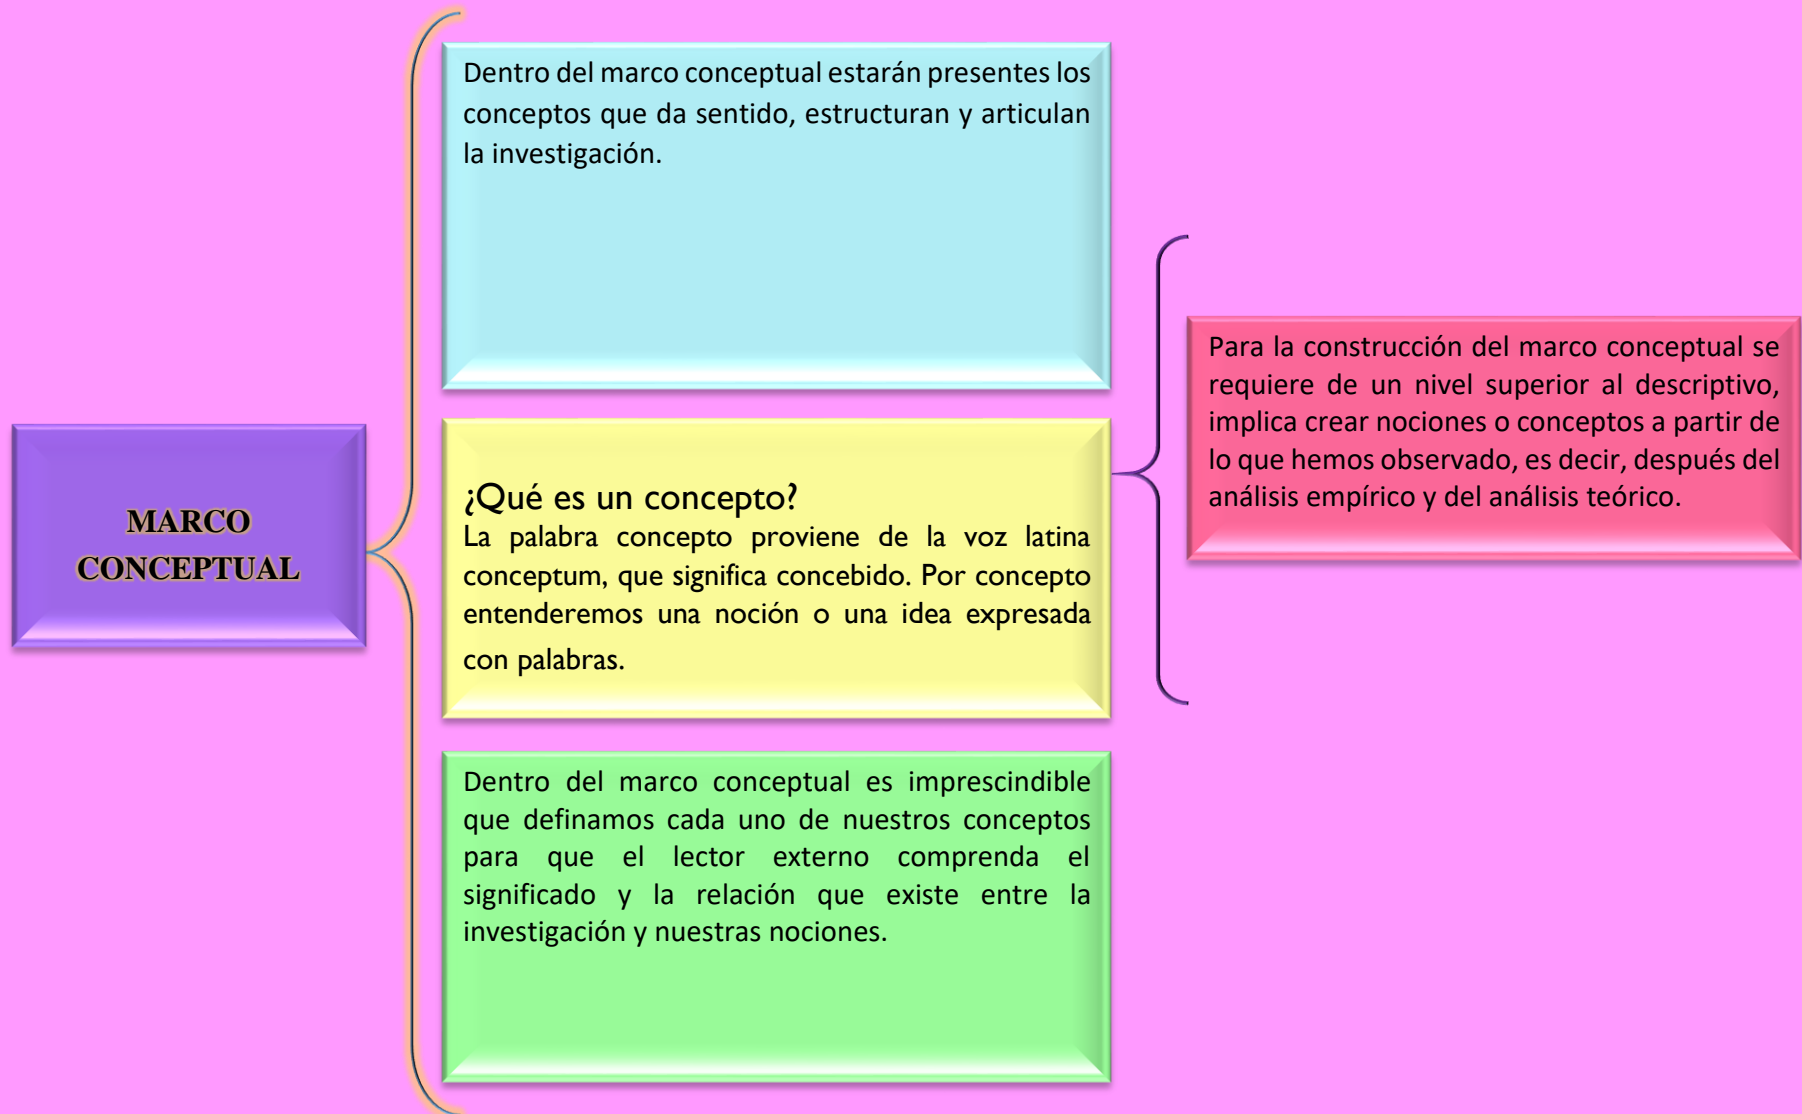 MARCO
CONCEPTUAL
Dentro del marco conceptual estarán presentes los
conceptos que da sentido, estructuran y articulan
la investigación.
¿Qué es un concepto?
La palabra concepto proviene de la voz latina
conceptum, que significa concebido. Por concepto
entenderemos una noción o una idea expresada
con palabras.
Dentro del marco conceptual es imprescindible
que definamos cada uno de nuestros conceptos
para que el lector externo comprenda el
significado y la relación que existe entre la
investigación y nuestras nociones.
Para la construcción del marco conceptual se
requiere de un nivel superior al descriptivo,
implica crear nociones o conceptos a partir de
lo que hemos observado, es decir, después del
análisis empírico y del análisis teórico.